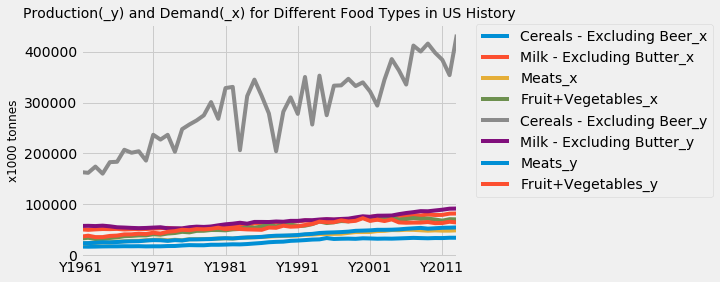 Production(_y) and Demand(_x) for Different Food Types in US History
x1000 tonnes
400000
300000
200000
100000
0
Y1961
Y1971
Y1981
Y1991
Y2001
Y2011
Cereals - Excluding Beer_x
Milk - Excluding Butter_x
Meats_x
Fruit+Vegetables_x
Cereals - Excluding Beer_y
Milk - Excluding Butter_y
Meats_y
Fruit+Vegetables_y